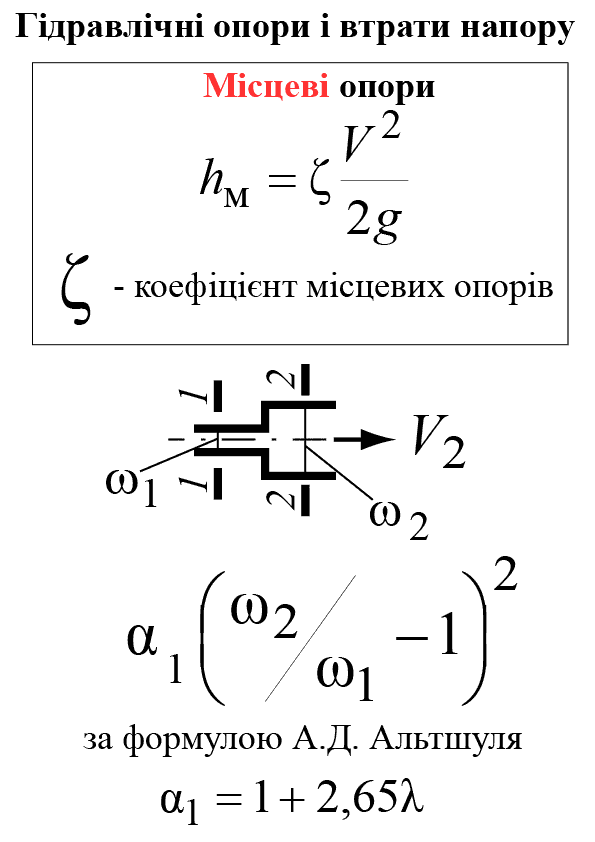 Гідравлічні опори і втрати напору
Місцеві опори
hм = ζ V² / 2g
ζ - коефіцієнт місцевих опорів
1 2
V2
ω1 1 2 ω2
α1 (ω2 / ω1 − 1)²
за формулою А.Д. Альтшуля
α1 = 1 + 2,65λ